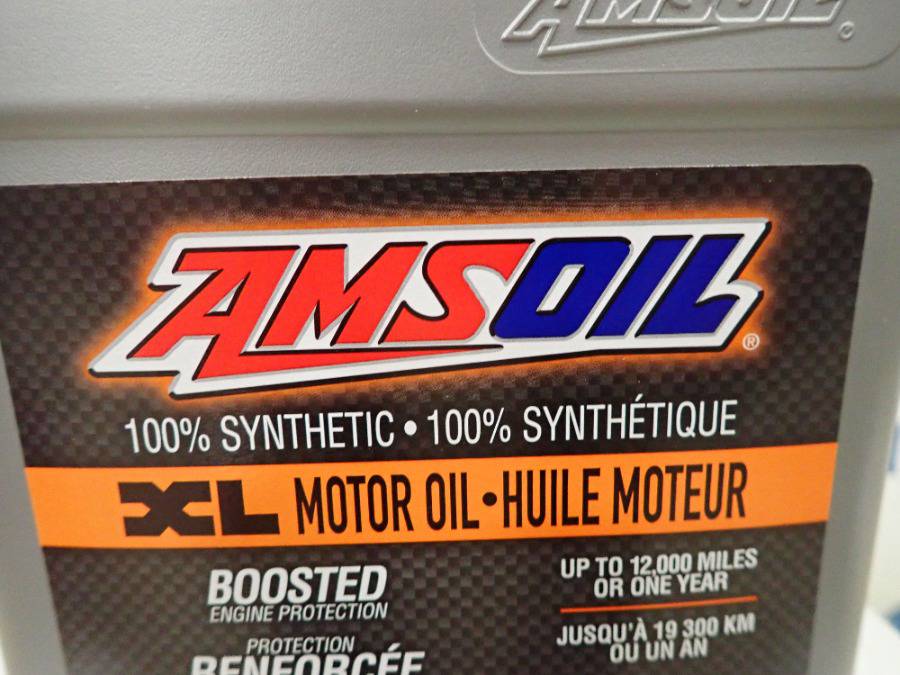 AMSOIL®
AMSOIL®
100% SYNTHETIC • 100% SYNTHÉTIQUE
XL MOTOR OIL • HUILE MOTEUR
BOOSTED
ENGINE PROTECTION
PROTECTION
RENFORCÉE
UP TO 12,000 MILES
OR ONE YEAR
JUSQU'À 19 300 KM
OU UN AN